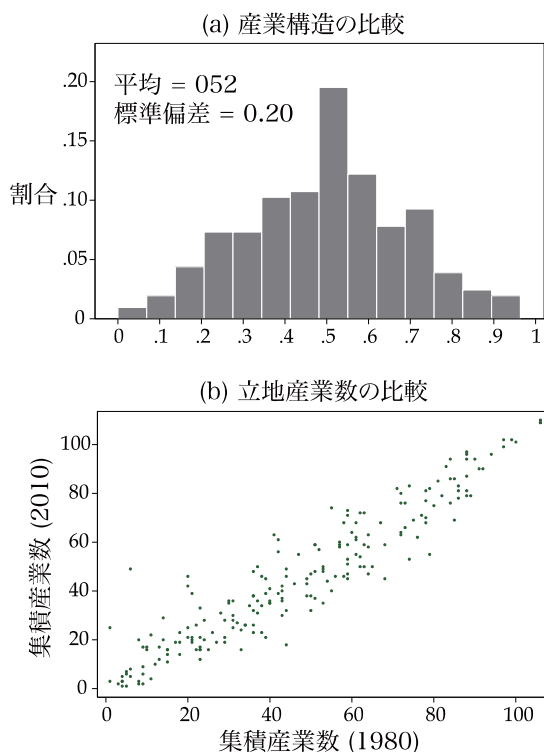 (a) 産業構造の比較
平均 = 052
標準偏差 = 0.20
割合
.20
.15
.10
.05
0
0 .1 .2 .3 .4 .5 .6 .7 .8 .9 1
(b) 立地産業数の比較
集積産業数 (2010)
100
80
60
40
20
0
0 20 40 60 80 100
集積産業数 (1980)